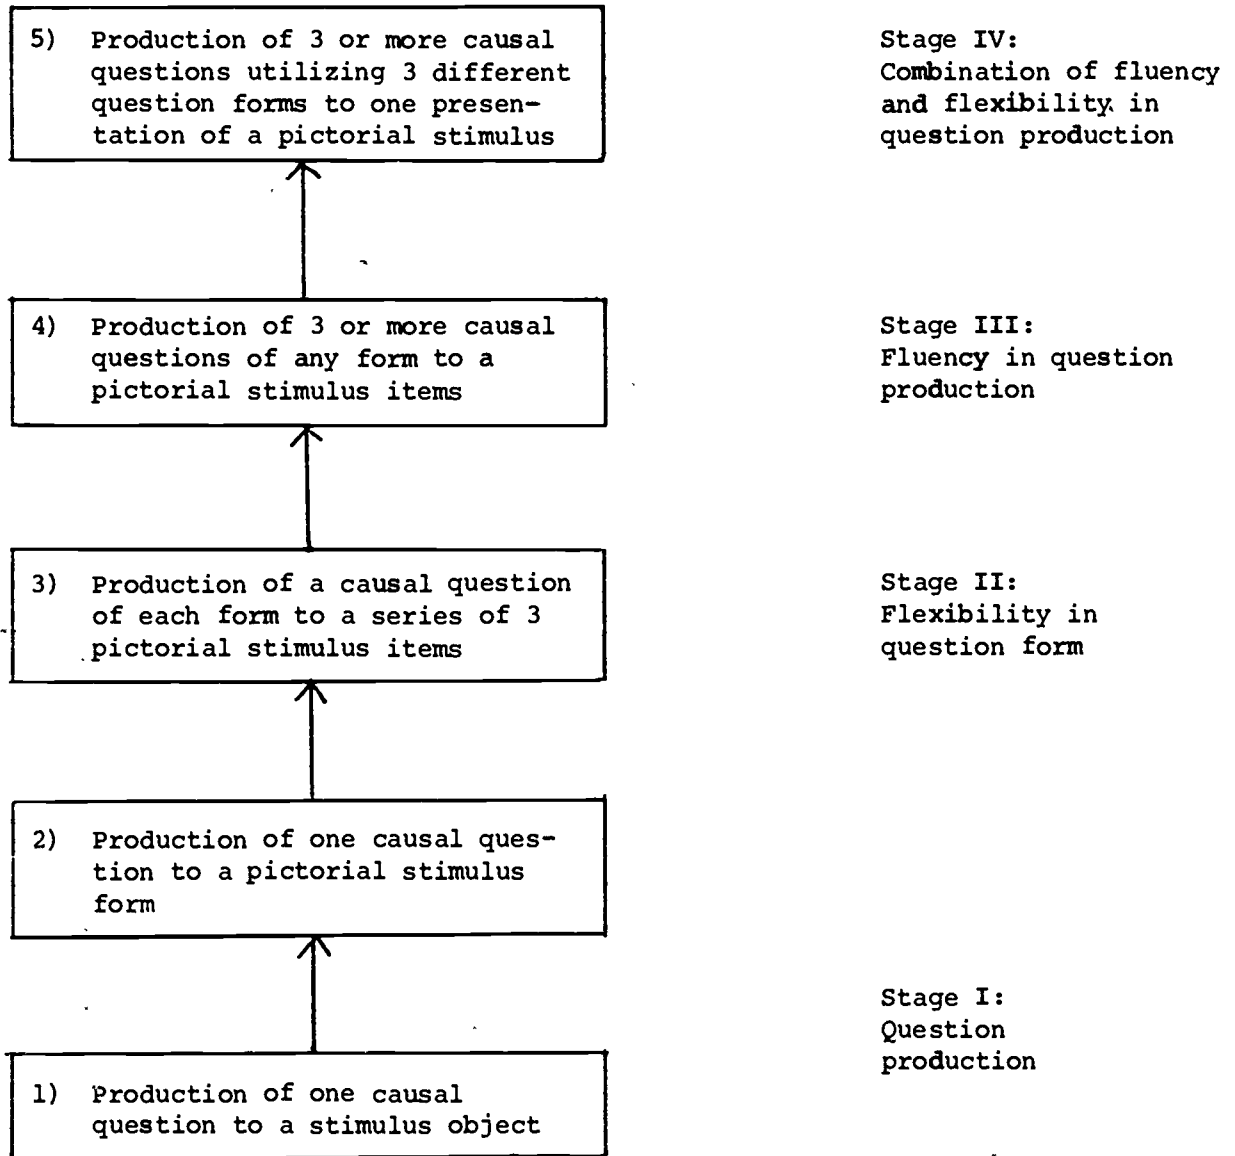 5) Production of 3 or more causal
questions utilizing 3 different
question forms to one presen-
tation of a pictorial stimulus
Stage IV:
Combination of fluency
and flexibility in
question production
4) Production of 3 or more causal
questions of any form to a
pictorial stimulus items
Stage III:
Fluency in question
production
3) Production of a causal question
of each form to a series of 3
pictorial stimulus items
Stage II:
Flexibility in
question form
2) Production of one causal ques-
tion to a pictorial stimulus
form
Stage I:
Question
production
1) Production of one causal
question to a stimulus object